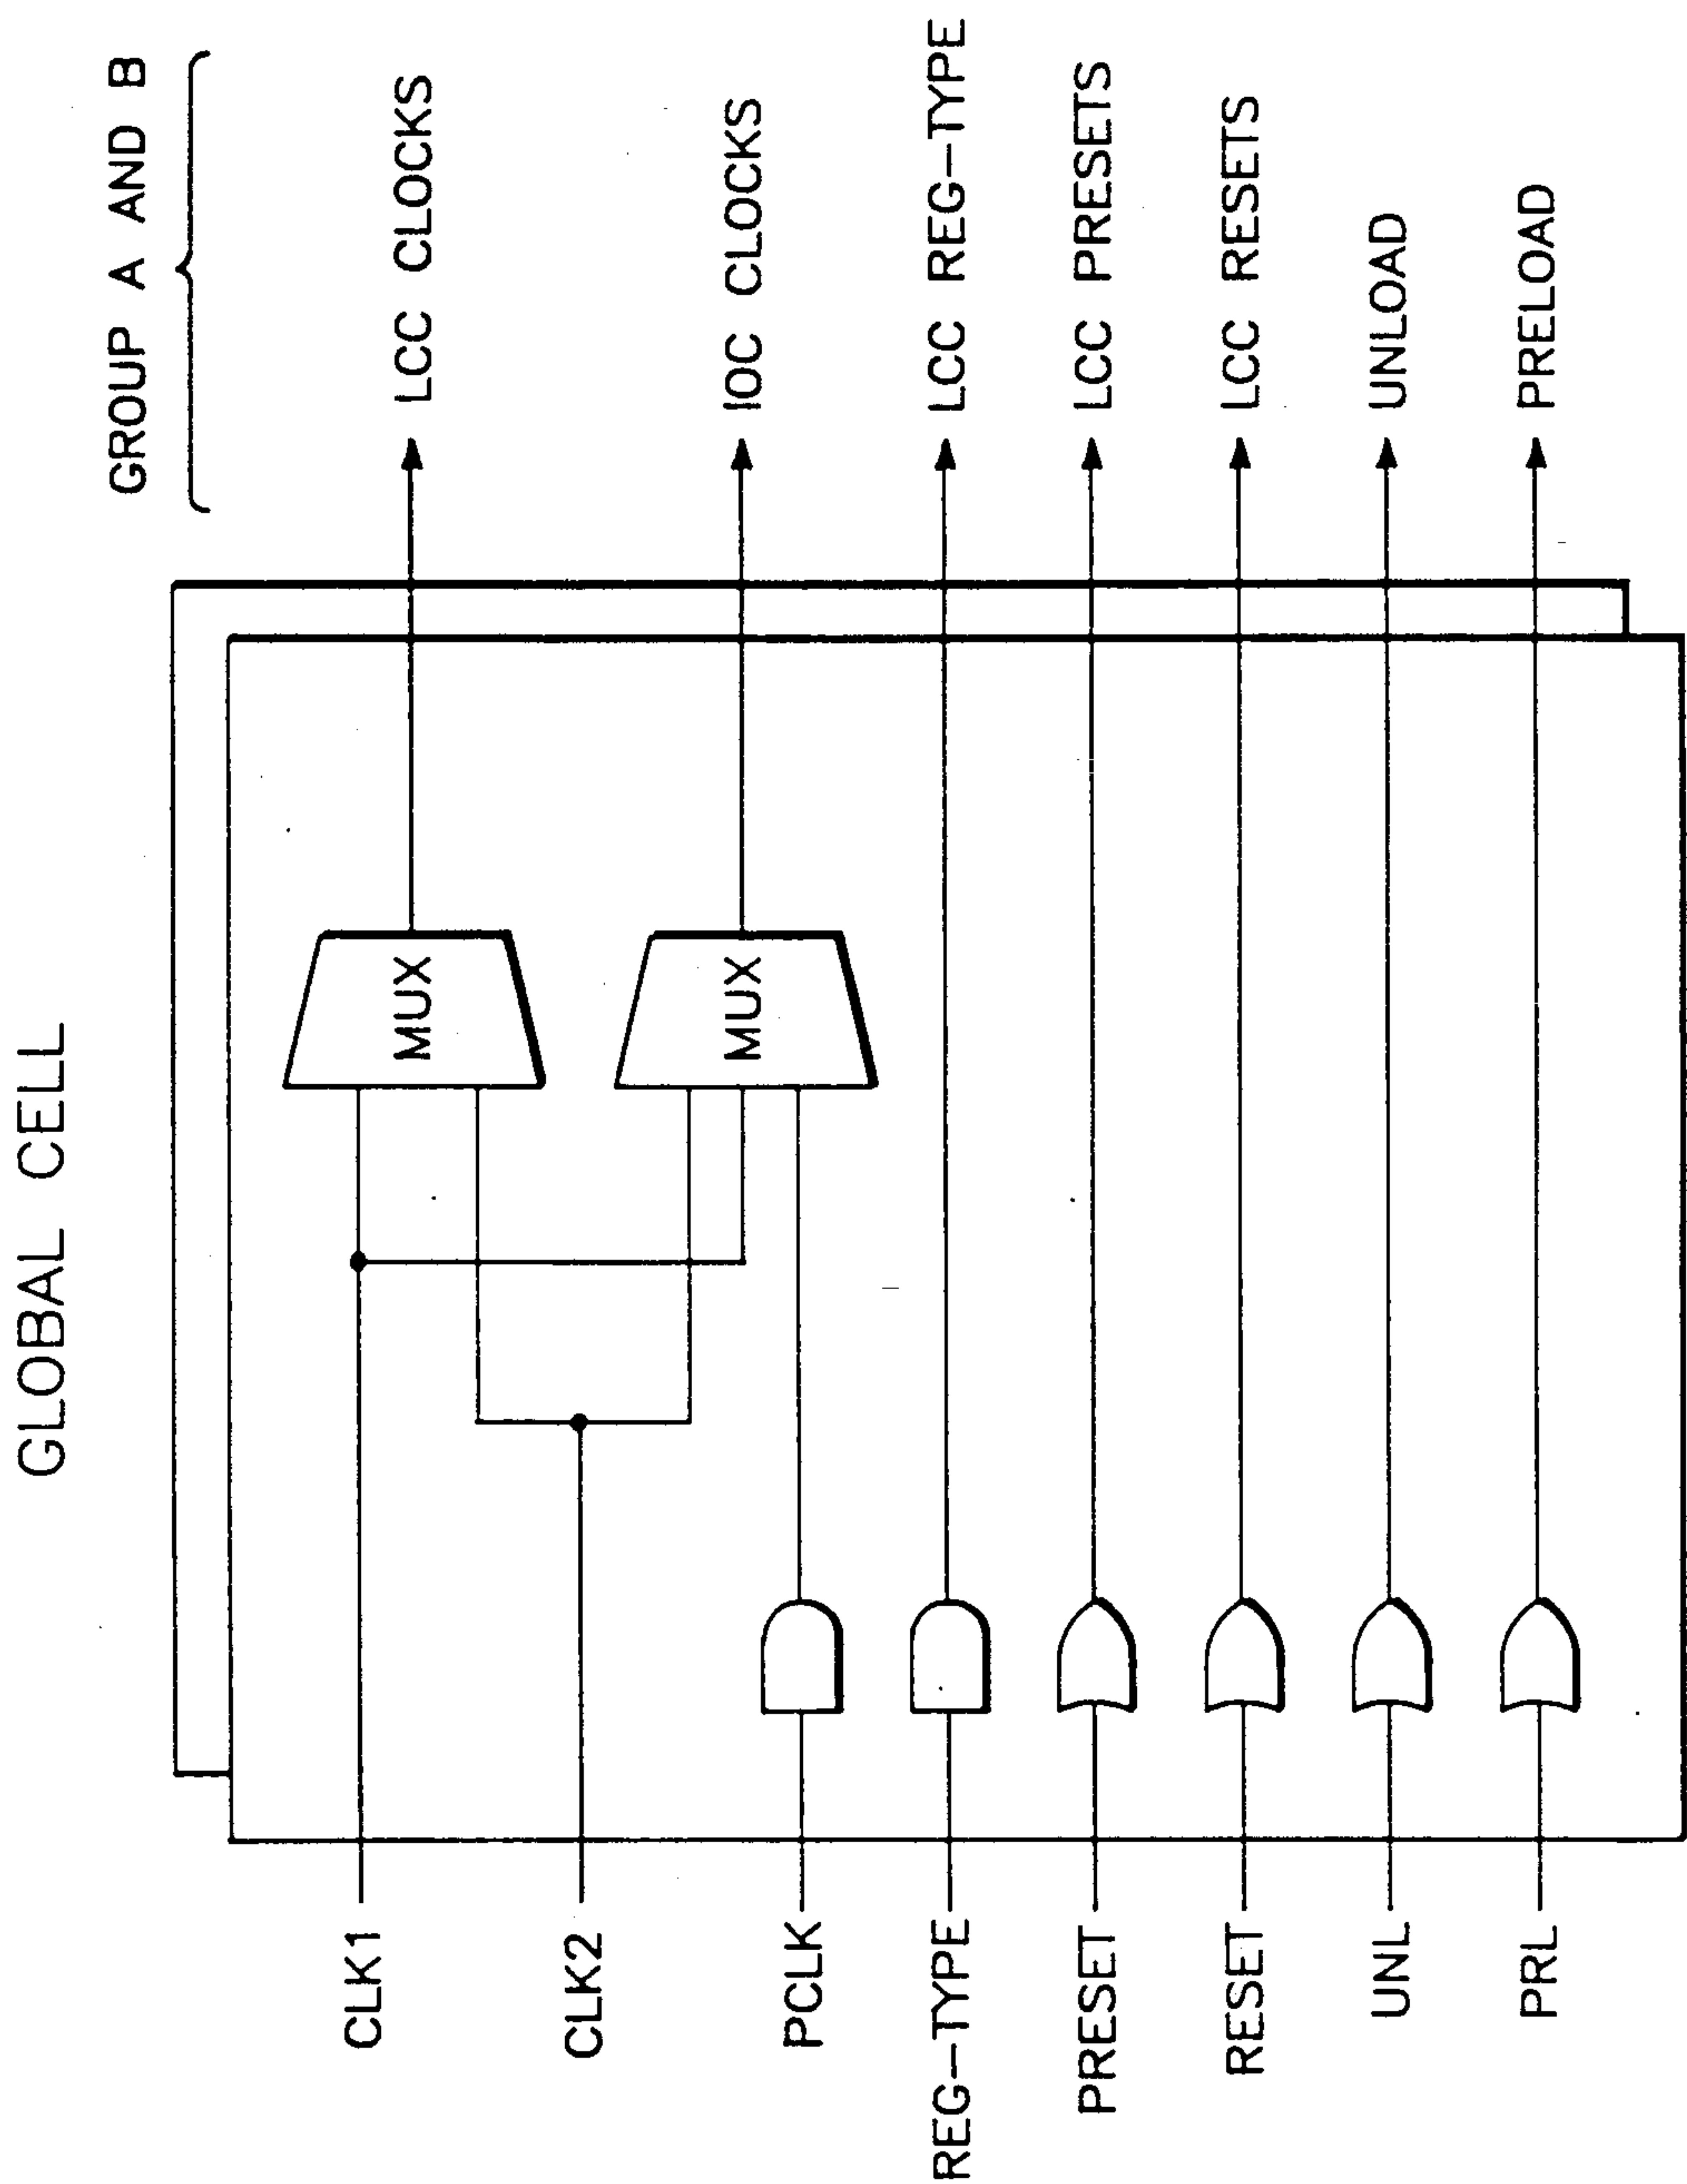 GLOBAL CELL
GROUP A AND B
CLK1
MUX
LCC CLOCKS
CLK2
MUX
IOC CLOCKS
PCLK
REG-TYPE
LCC REG-TYPE
PRESET
LCC PRESETS
RESET
LCC RESETS
UNL
UNLOAD
PRL
PRELOAD